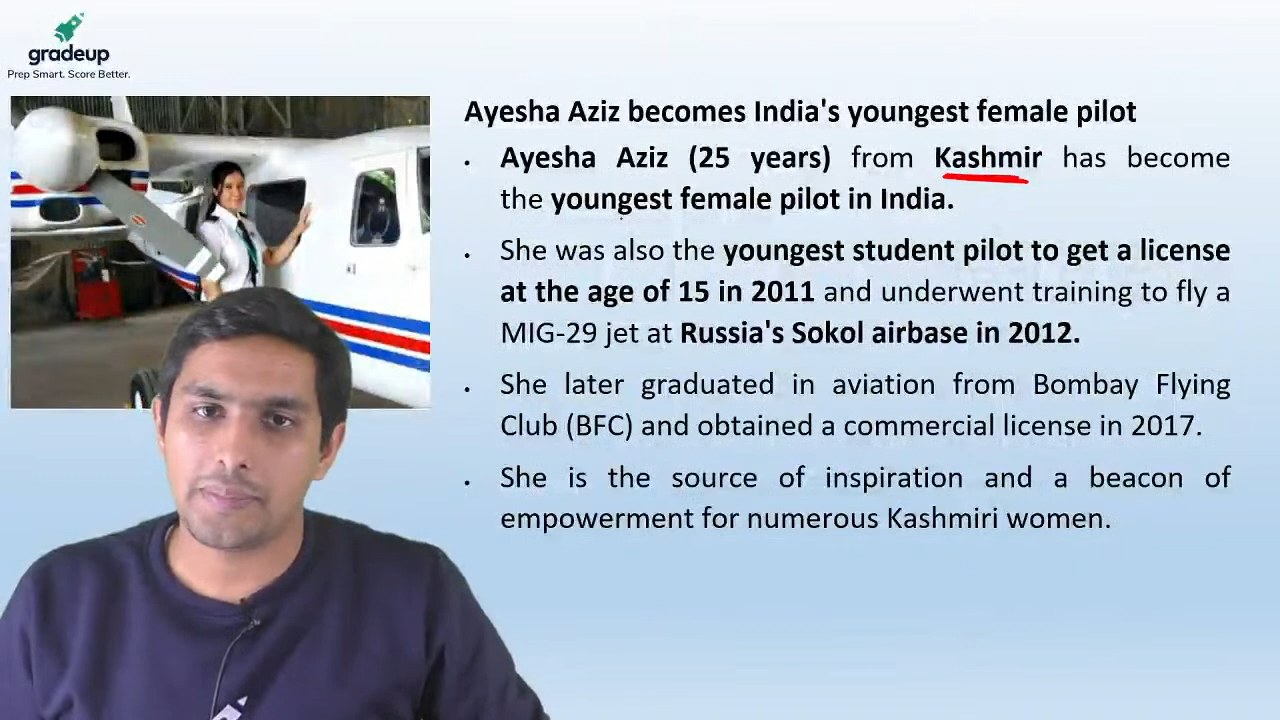 gradeup
Prep Smart. Score Better.
Ayesha Aziz becomes India's youngest female pilot
• Ayesha Aziz (25 years) from Kashmir has become
the youngest female pilot in India.
• She was also the youngest student pilot to get a license
at the age of 15 in 2011 and underwent training to fly a
MIG-29 jet at Russia's Sokol airbase in 2012.
• She later graduated in aviation from Bombay Flying
Club (BFC) and obtained a commercial license in 2017.
• She is the source of inspiration and a beacon of
empowerment for numerous Kashmiri women.